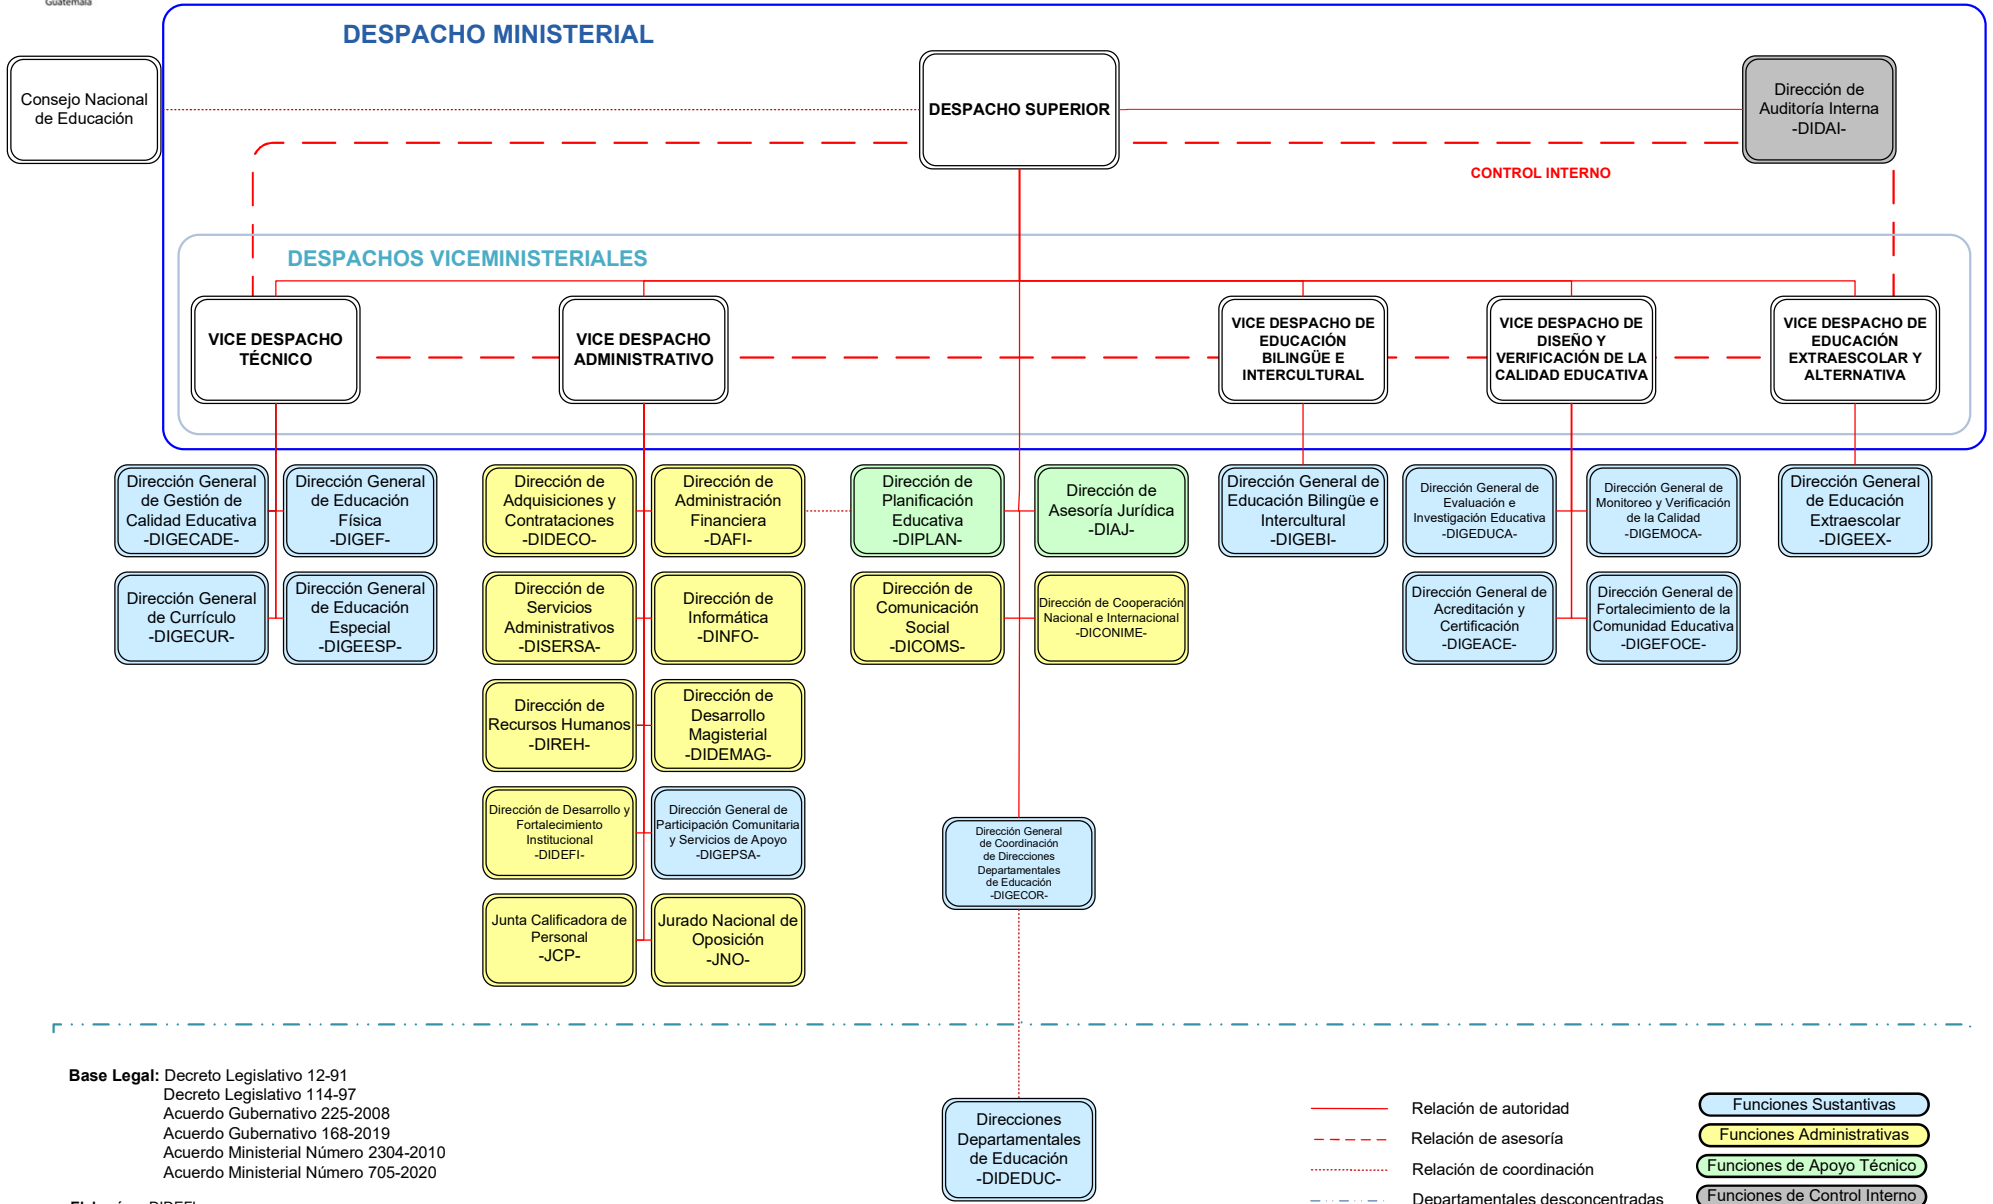 Guatemala
DESPACHO MINISTERIAL
Consejo Nacional
de Educación
DESPACHO SUPERIOR
Dirección de
Auditoría Interna
-DIDAI-
CONTROL INTERNO
DESPACHOS VICEMINISTERIALES
VICE DESPACHO
TÉCNICO
VICE DESPACHO
ADMINISTRATIVO
VICE DESPACHO DE
EDUCACIÓN
BILINGÜE E
INTERCULTURAL
VICE DESPACHO DE
DISEÑO Y
VERIFICACIÓN DE LA
CALIDAD EDUCATIVA
VICE DESPACHO DE
EDUCACIÓN
EXTRAESCOLAR Y
ALTERNATIVA
Dirección General
de Gestión de
Calidad Educativa
-DIGECADE-
Dirección General
de Educación
Física
-DIGEF-
Dirección de
Adquisiciones y
Contrataciones
-DIDECO-
Dirección de
Administración
Financiera
-DAFI-
Dirección de
Planificación
Educativa
-DIPLAN-
Dirección de
Asesoría Jurídica
-DIAJ-
Dirección General de
Educación Bilingüe e
Intercultural
-DIGEBI-
Dirección General de
Evaluación e
Investigación Educativa
-DIGEDUCA-
Dirección General de
Monitoreo y Verificación
de la Calidad
-DIGEMOCA-
Dirección General
de Educación
Extraescolar
-DIGEEX-
Dirección General
de Currículo
-DIGECUR-
Dirección General
de Educación
Especial
-DIGEESP-
Dirección de
Servicios
Administrativos
-DISERSA-
Dirección de
Informática
-DINFO-
Dirección de
Comunicación
Social
-DICOMS-
Dirección de Cooperación
Nacional e Internacional
-DICONIME-
Dirección General de
Acreditación y
Certificación
-DIGEACE-
Dirección General de
Fortalecimiento de la
Comunidad Educativa
-DIGEFOCE-
Dirección de
Recursos Humanos
-DIREH-
Dirección de
Desarrollo
Magisterial
-DIDEMAG-
Dirección de Desarrollo y
Fortalecimiento
Institucional
-DIDEFI-
Dirección General de
Participación Comunitaria
y Servicios de Apoyo
-DIGEPSA-
Dirección General
de Coordinación
de Direcciones
Departamentales
de Educación
-DIGECOR-
Junta Calificadora de
Personal
-JCP-
Jurado Nacional de
Oposición
-JNO-
Base Legal: Decreto Legislativo 12-91
Decreto Legislativo 114-97
Acuerdo Gubernativo 225-2008
Acuerdo Gubernativo 168-2019
Acuerdo Ministerial Número 2304-2010
Acuerdo Ministerial Número 705-2020
Direcciones
Departamentales
de Educación
-DIDEDUC-
Relación de autoridad
Relación de asesoría
Relación de coordinación
Departamentales desconcentradas
Funciones Sustantivas
Funciones Administrativas
Funciones de Apoyo Técnico
Funciones de Control Interno